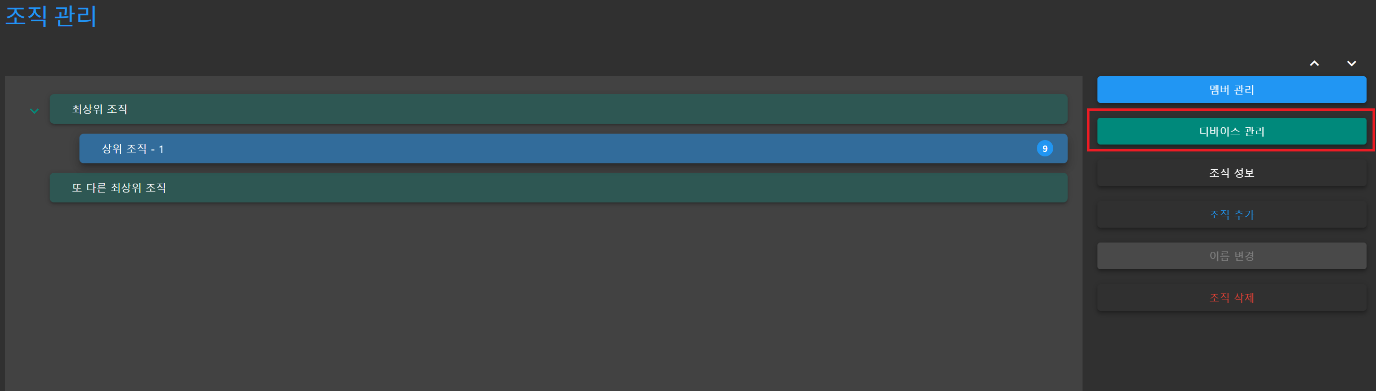 조직 관리
최상위 조직
상위 조직 - 1
9
또 다른 최상위 조직
멤버 관리
디바이스 관리
조직 정보
조직 추가
이름 변경
조직 삭제